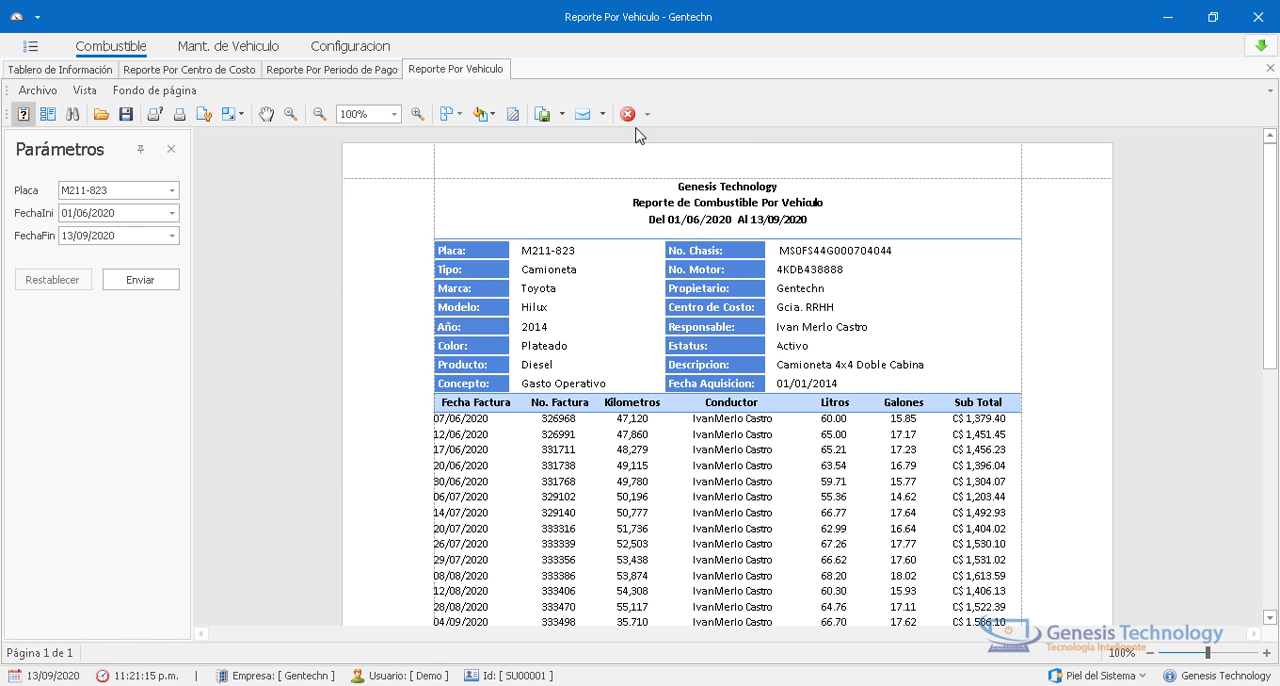 Reporte Por Vehiculo - Gentechn
Combustible Mant. de Vehiculo Configuracion
Tablero de Información Reporte Por Centro de Costo Reporte Por Periodo de Pago Reporte Por Vehiculo
Archivo Vista Fondo de página
100%
Parámetros
Placa M211-823
FechaIni 01/06/2020
FechaFin 13/09/2020
Restablecer Enviar
Genesis Technology
Reporte de Combustible Por Vehiculo
Del 01/06/2020 Al 13/09/2020
Placa: M211-823 No. Chasis: MS0FS44G000704044
Tipo: Camioneta No. Motor: 4KDB438888
Marca: Toyota Propietario: Gentechn
Modelo: Hilux Centro de Costo: Gcia. RRHH
Año: 2014 Responsable: Ivan Merlo Castro
Color: Plateado Estatus: Activo
Producto: Diesel Descripcion: Camioneta 4x4 Doble Cabina
Concepto: Gasto Operativo Fecha Aquisicion: 01/01/2014
Fecha Factura No. Factura Kilometros Conductor Litros Galones Sub Total
07/06/2020 326968 47,120 IvanMerlo Castro 60.00 15.85 C$ 1,379.40
12/06/2020 326991 47,860 IvanMerlo Castro 65.00 17.17 C$ 1,451.45
17/06/2020 331711 48,279 IvanMerlo Castro 65.21 17.23 C$ 1,456.23
20/06/2020 331738 49,115 IvanMerlo Castro 63.54 16.79 C$ 1,396.04
30/06/2020 331768 49,780 IvanMerlo Castro 59.71 15.77 C$ 1,304.07
06/07/2020 329102 50,196 IvanMerlo Castro 55.36 14.62 C$ 1,203.44
14/07/2020 329140 50,777 IvanMerlo Castro 66.77 17.64 C$ 1,492.93
20/07/2020 333316 51,736 IvanMerlo Castro 62.99 16.64 C$ 1,404.02
26/07/2020 333339 52,503 IvanMerlo Castro 67.26 17.77 C$ 1,530.10
29/07/2020 333356 53,438 IvanMerlo Castro 66.62 17.60 C$ 1,531.02
08/08/2020 333386 53,874 IvanMerlo Castro 68.20 18.02 C$ 1,613.59
12/08/2020 333406 54,308 IvanMerlo Castro 60.30 15.93 C$ 1,406.13
28/08/2020 333470 55,117 IvanMerlo Castro 64.76 17.11 C$ 1,522.39
04/09/2020 333498 35.710 IvanMerlo Castro 66.70 17.62 C$ 1.586.10
Genesis Technology
Tecnología Inteligente
Página 1 de 1 100%
13/09/2020 11:21:15 p.m. Empresa: [ Gentechn ] Usuario: [ Demo ] Id: [ SU00001 ] Piel del Sistema Genesis Technology